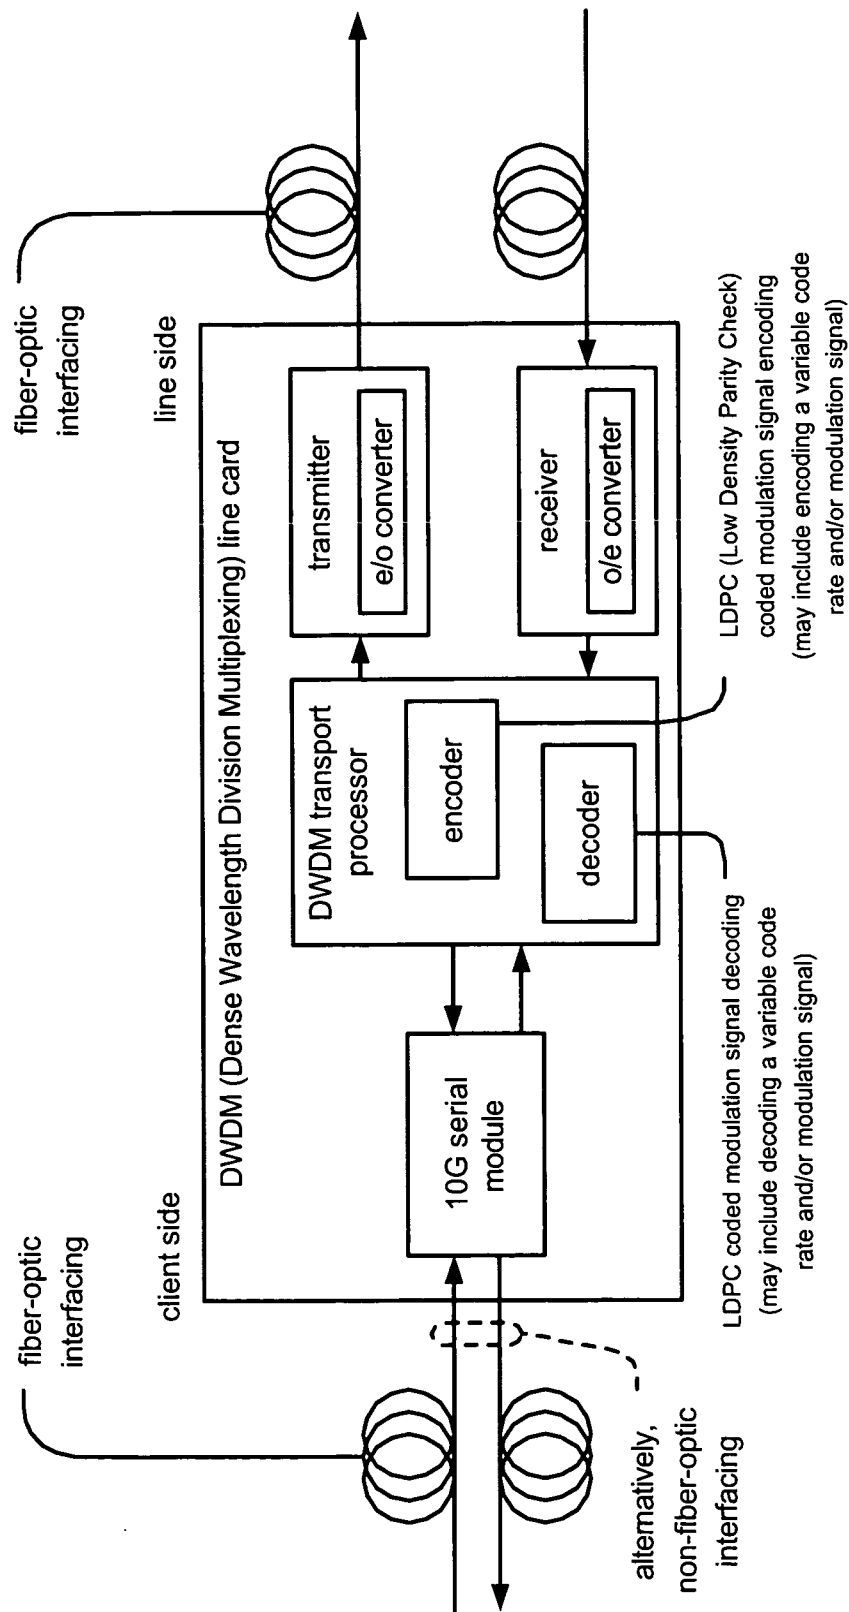 fiber-optic
interfacing
fiber-optic
interfacing
client side
line side
DWDM (Dense Wavelength Division Multiplexing) line card
10G serial
module
DWDM transport
processor
encoder
decoder
transmitter
e/o converter
receiver
o/e converter
alternatively,
non-fiber-optic
interfacing
LDPC coded modulation signal decoding
(may include decoding a variable code
rate and/or modulation signal)
LDPC (Low Density Parity Check)
coded modulation signal encoding
(may include encoding a variable code
rate and/or modulation signal)